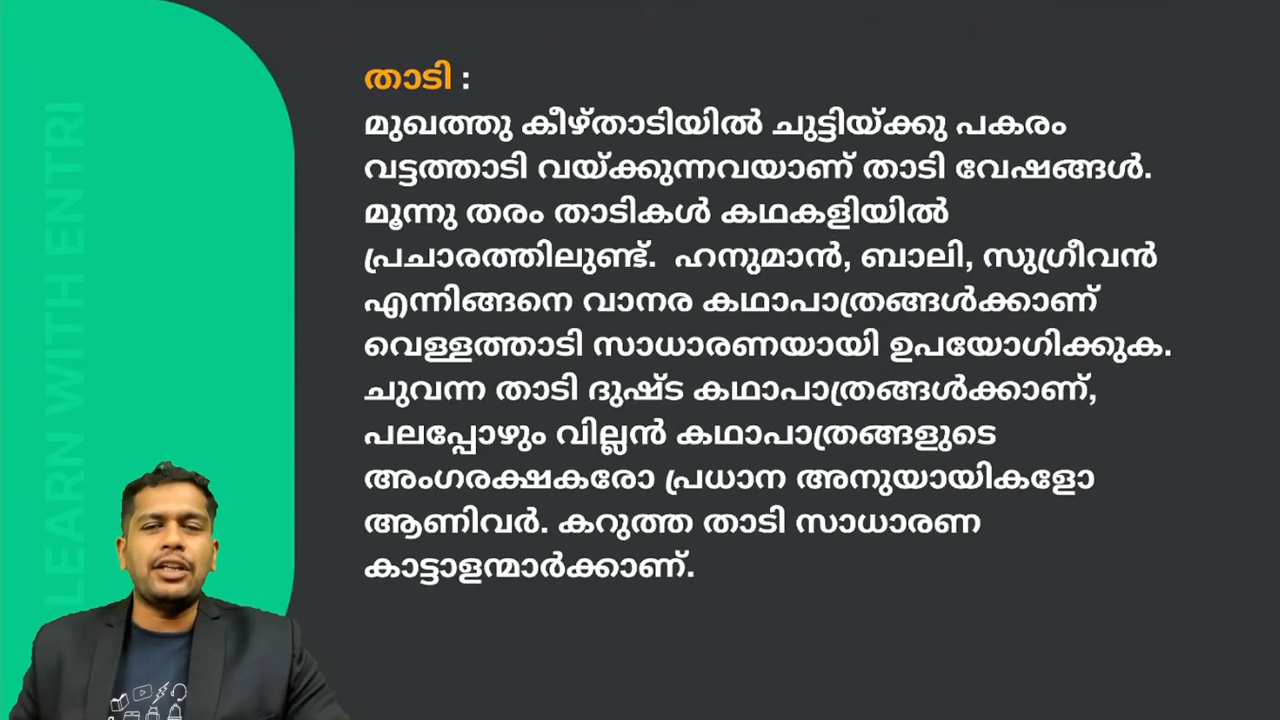 LEARN WITH ENTRI
താടി :
മുഖത്തു കീഴ്താടിയിൽ ചുട്ടിയ്ക്കു പകരം
വട്ടത്താടി വയ്ക്കുന്നവയാണ് താടി വേഷങ്ങൾ.
മൂന്നു തരം താടികൾ കഥകളിയിൽ
പ്രചാരത്തിലുണ്ട്. ഹനുമാൻ, ബാലി, സുഗ്രീവൻ
എന്നിങ്ങനെ വാനര കഥാപാത്രങ്ങൾക്കാണ്
വെള്ളത്താടി സാധാരണയായി ഉപയോഗിക്കുക.
ചുവന്ന താടി ദുഷ്ട കഥാപാത്രങ്ങൾക്കാണ്,
പലപ്പോഴും വില്ലൻ കഥാപാത്രങ്ങളുടെ
അംഗരക്ഷകരോ പ്രധാന അനുയായികളോ
ആണിവർ. കറുത്ത താടി സാധാരണ
കാട്ടാളന്മാർക്കാണ്.